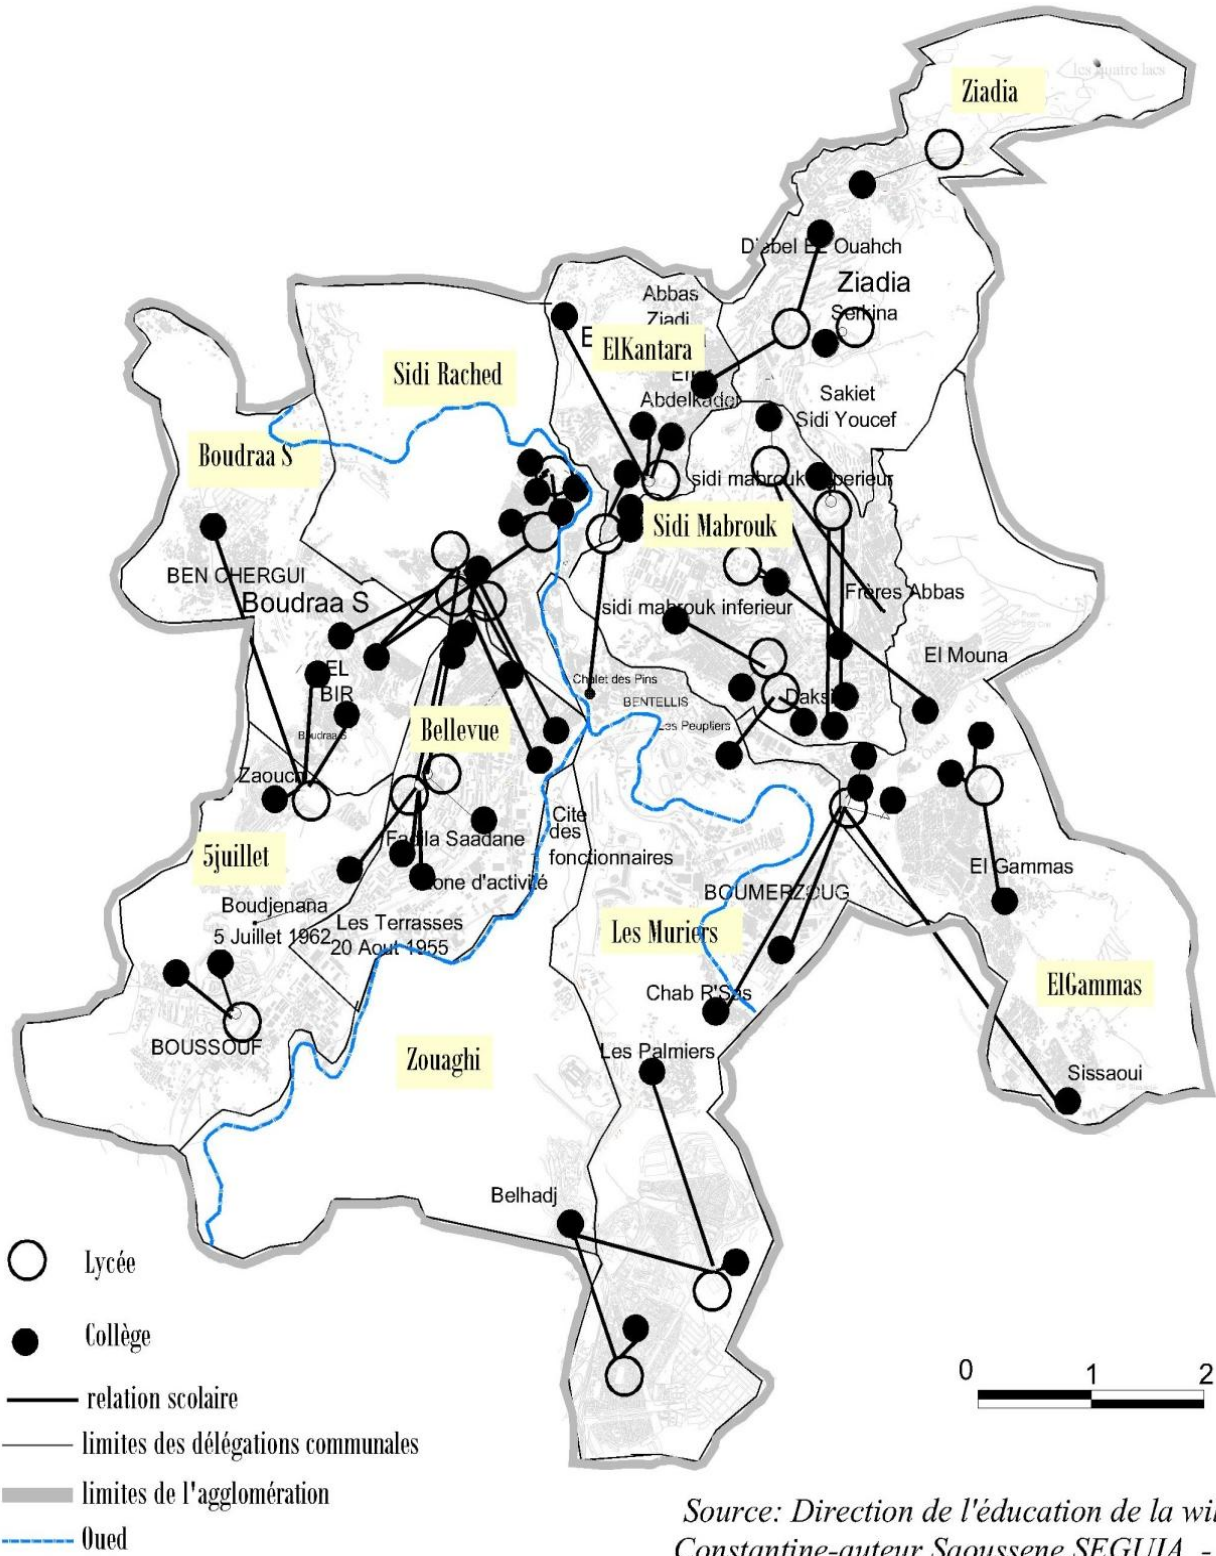 les quatre lacs
Ziadia
Djebel EL Ouahch
Ziadia
Serkina
Abbas
Ziadi
ElKantara
Abdelkader
Sakiet
Sidi Youcef
Sidi Rached
Boudraa S
sidi mabrouk superieur
Sidi Mabrouk
BEN CHERGUI
Boudraa S
Frères Abbas
sidi mabrouk inferieur
El Mouna
EL
BIR
Chalet des Pins
BENTELLIS
Daksi
Les Peupliers
Bellevue
Boudraa S
Zaouch
Cite
des
fonctionnaires
Fadila Saadane
5juillet
El Gammas
zone d'activité
BOUMERZOUG
Boudjenana
5 Juillet 1962
Les Terrasses
20 Aout 1955
Les Muriers
Chab R'Sas
ElGammas
BOUSSOUF
Zouaghi
Les Palmiers
Sissaoui
Belhadj
Lycée
Collège
relation scolaire
limites des délégations communales
limites de l'agglomération
Oued
0 1 2
Source: Direction de l'éducation de la wil
Constantine-auteur Saoussene SEGUIA -